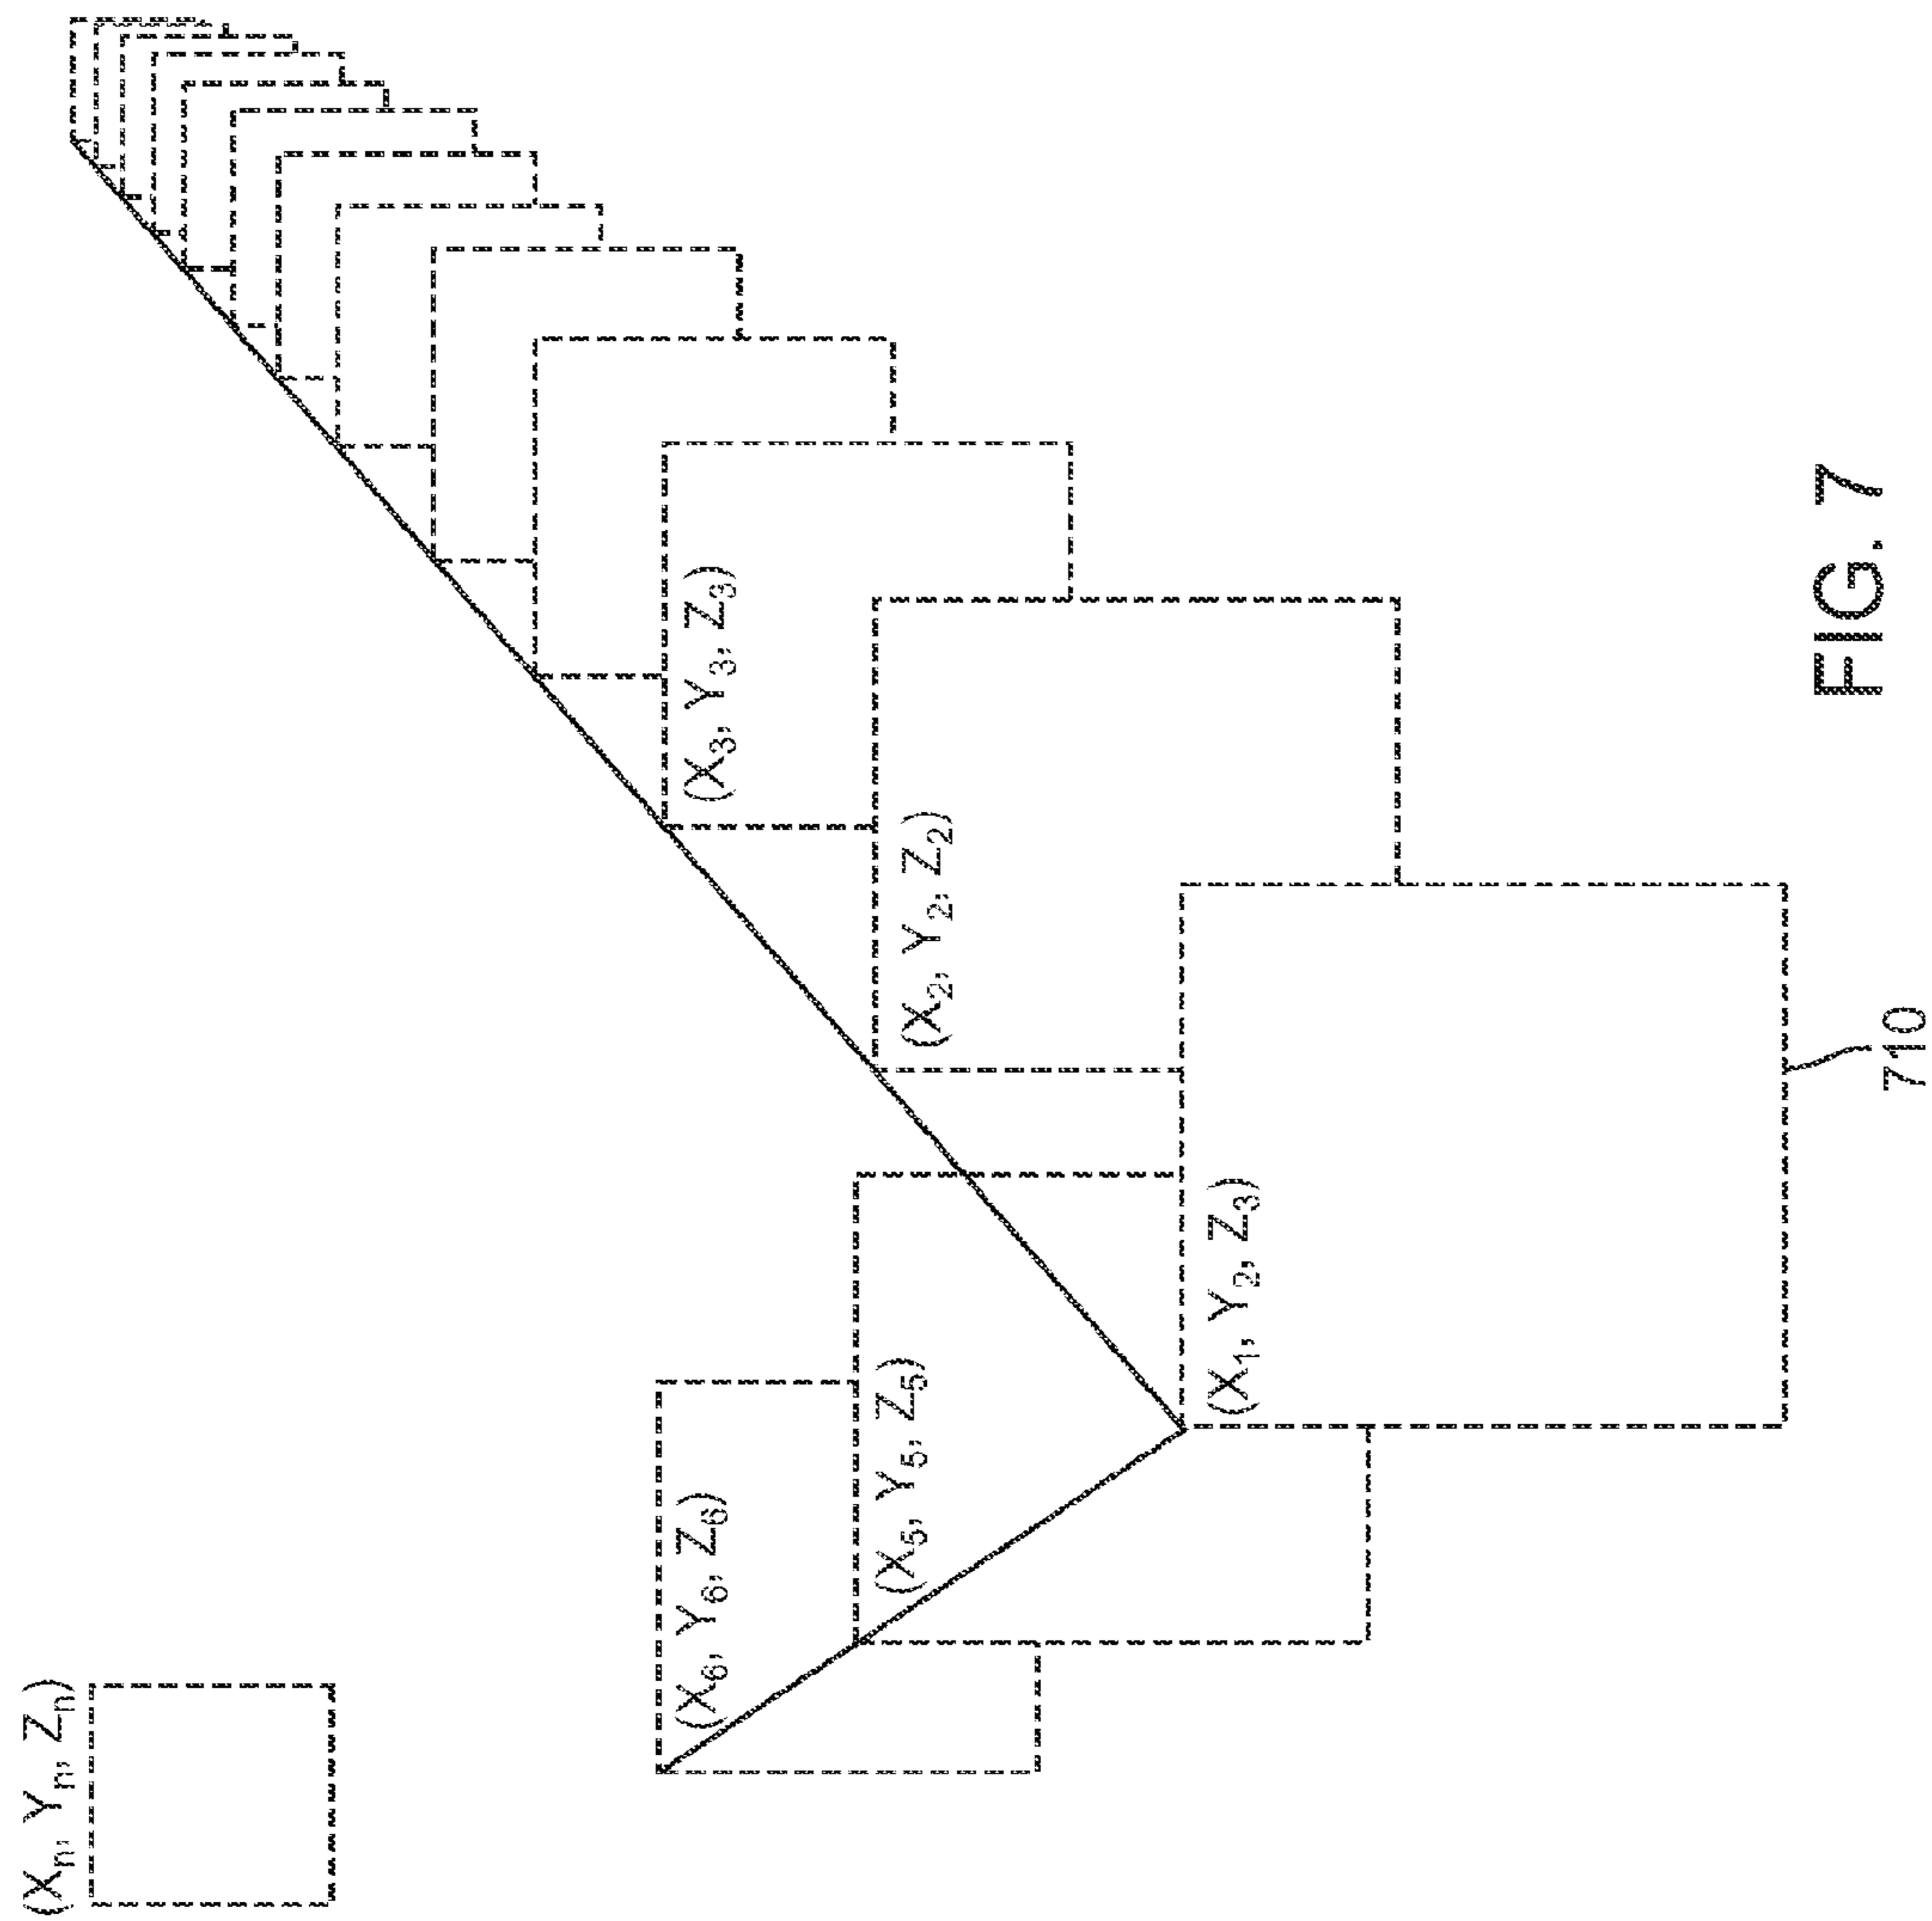 (Xₙ, Yₙ, Zₙ)
(X₆, Y₆, Z₆)
(X₅, Y₅, Z₅)
(X₁, Y₂, Z₃)
(X₂, Y₂, Z₂)
(X₃, Y₃, Z₃)
710
FIG. 7